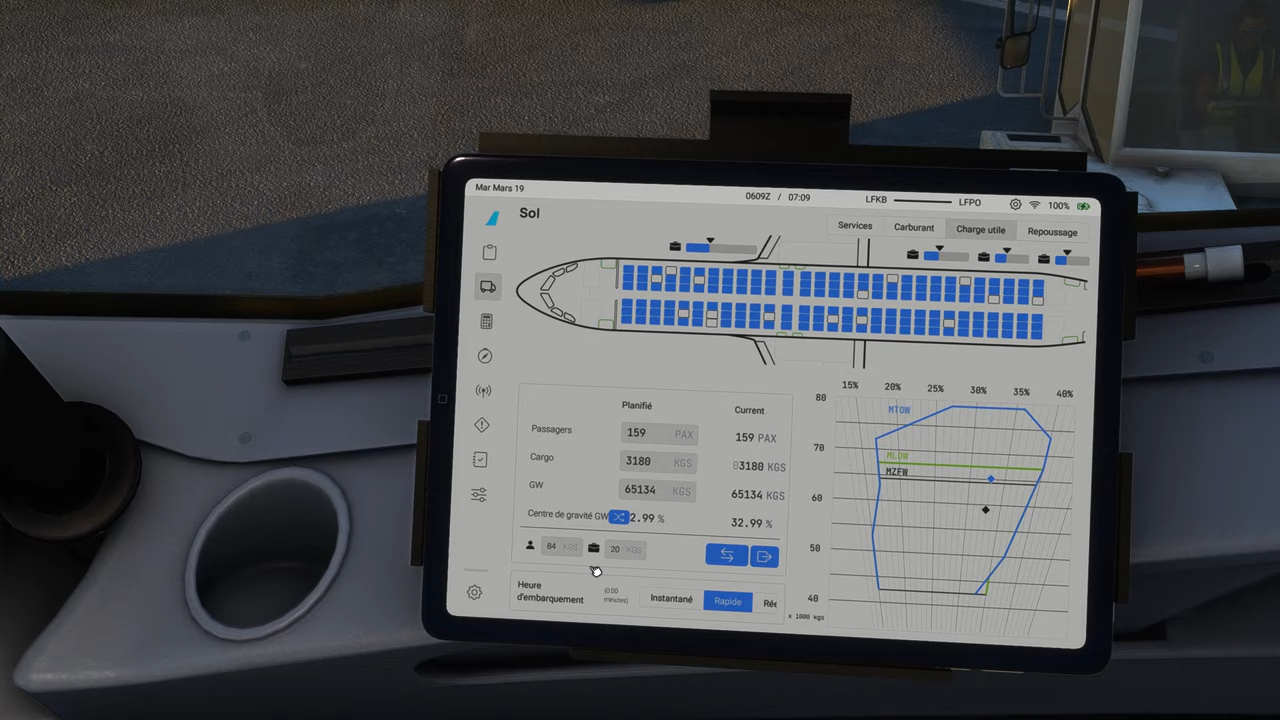 Mar Mars 19
0609Z / 07:09
LFKB LFPO
100%
Sol
Services
Carburant
Charge utile
Repoussage
Planifié
Current
Passagers
159 PAX
159 PAX
Cargo
3180 KGS
03180 KGS
GW
65134 KGS
65134 KGS
Centre de gravité GW
2.99 %
32.99 %
84 KGS
20 KGS
Heure
d'embarquement
(0:00
minutes)
Instantané
Rapide
Rée
15% 20% 25% 30% 35% 40%
80
MTOW
70
MLDW
MZFW
60
50
40
x 1000 kgs